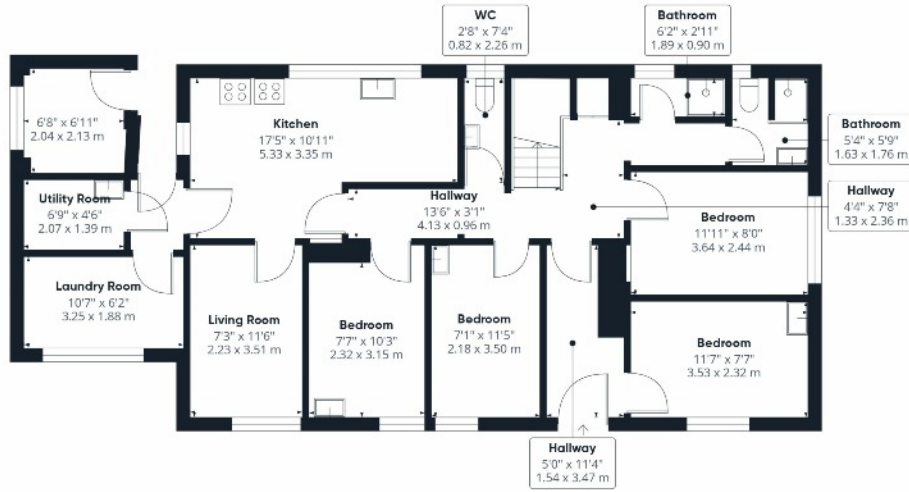 WC
2'8" x 7'4"
0.82 x 2.26 m
Bathroom
6'2" x 2'11"
1.89 x 0.90 m
6'8" x 6'11"
2.04 x 2.13 m
Kitchen
17'5" x 10'11"
5.33 x 3.35 m
Bathroom
5'4" x 5'9"
1.63 x 1.76 m
Utility Room
6'9" x 4'6"
2.07 x 1.39 m
Hallway
13'6" x 3'1"
4.13 x 0.96 m
Hallway
4'4" x 7'8"
1.33 x 2.36 m
Bedroom
11'11" x 8'0"
3.64 x 2.44 m
Laundry Room
10'7" x 6'2"
3.25 x 1.88 m
Living Room
7'3" x 11'6"
2.23 x 3.51 m
Bedroom
7'7" x 10'3"
2.32 x 3.15 m
Bedroom
7'1" x 11'5"
2.18 x 3.50 m
Bedroom
11'7" x 7'7"
3.53 x 2.32 m
Hallway
5'0" x 11'4"
1.54 x 3.47 m